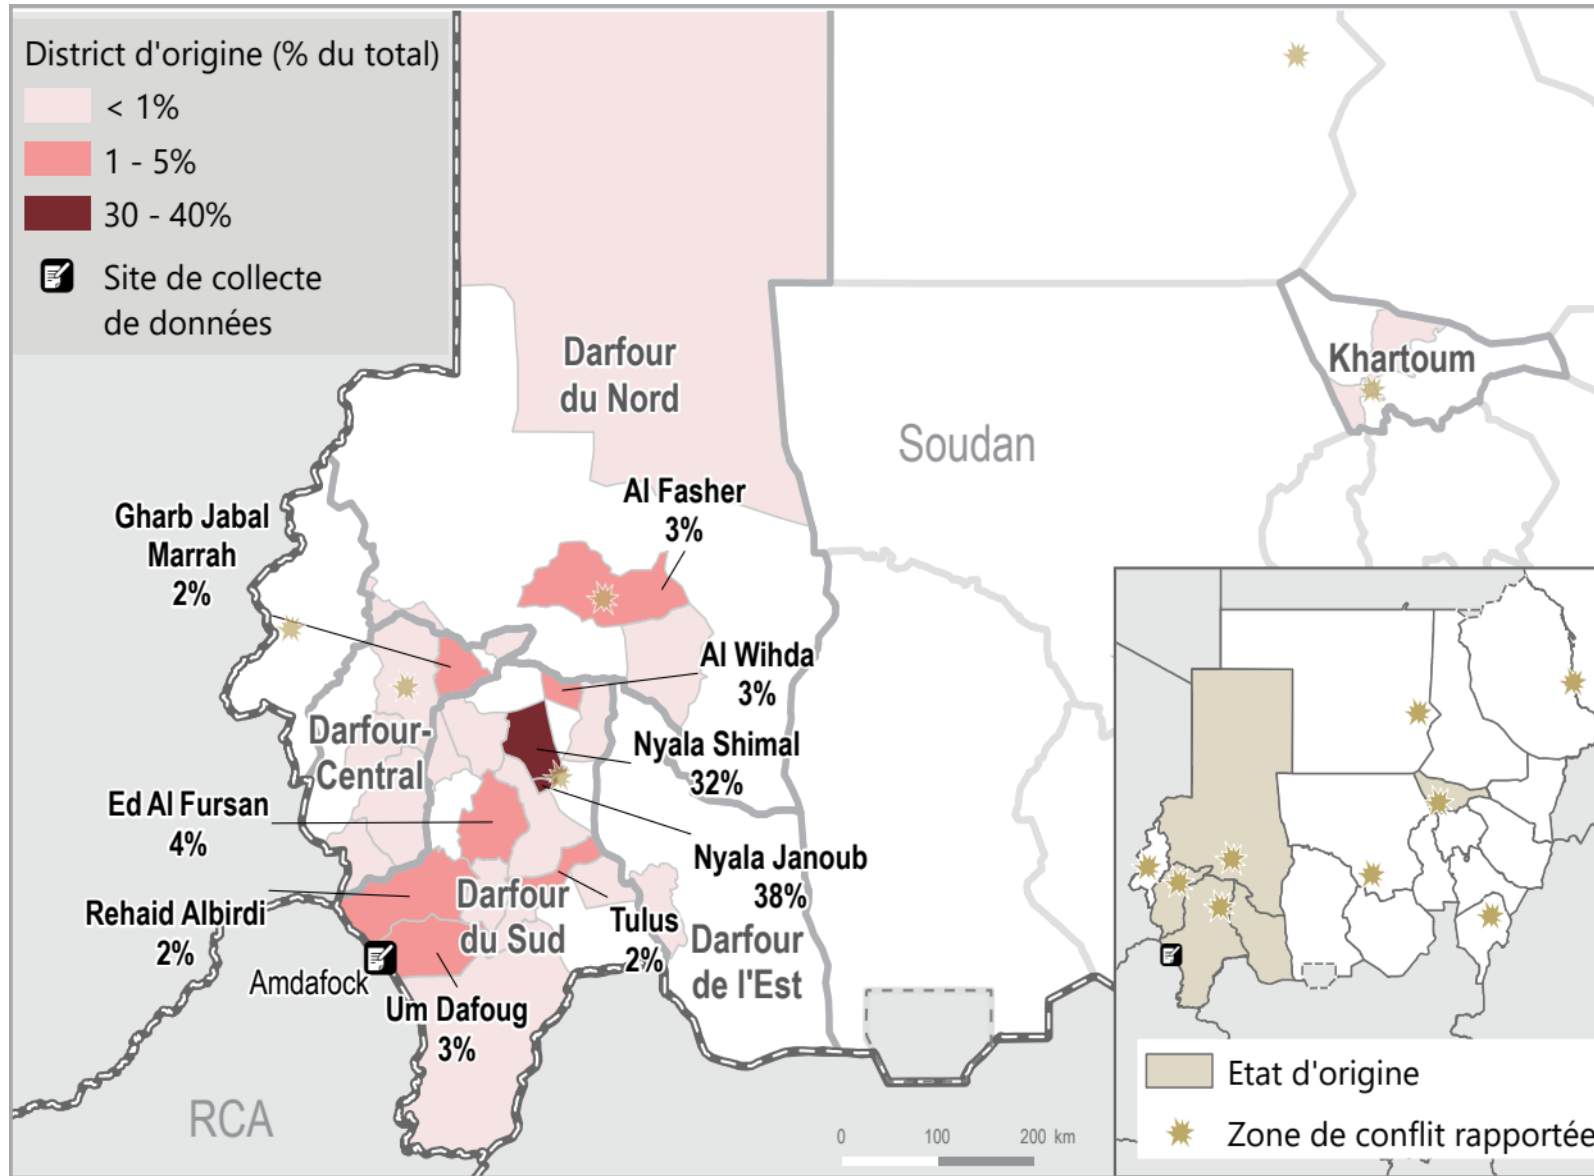 District d'origine (% du total)
< 1%
1 - 5%
30 - 40%
Site de collecte
de données
Darfour
du Nord
Khartoum
Soudan
Al Fasher
3%
Gharb Jabal
Marrah
2%
Al Wihda
3%
Darfour-
Central
Nyala Shimal
32%
Ed Al Fursan
4%
Nyala Janoub
38%
Rehaid Albirdi
2%
Darfour
du Sud
Tulus
2%
Darfour
de l'Est
Amdafock
Um Dafoug
3%
RCA
0 100 200 km
Etat d'origine
Zone de conflit rapportée